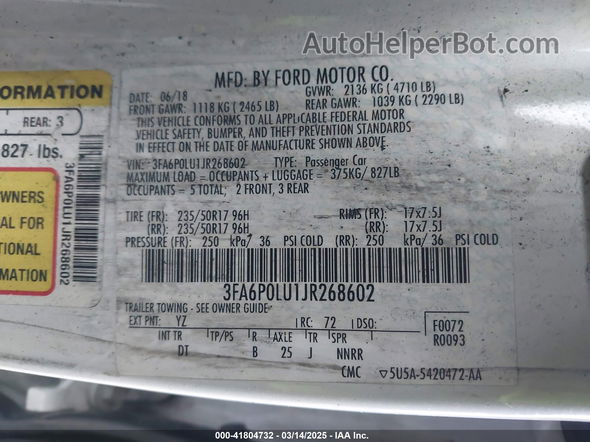 AutoHelperBot.com
MFD. BY FORD MOTOR CO.
DATE: 06/18 GVWR: 2136 KG (4710 LB)
FRONT GAWR: 1118 KG (2465 LB) REAR GAWR: 1039 KG (2290 LB)
THIS VEHICLE CONFORMS TO ALL APPLICABLE FEDERAL MOTOR
VEHICLE SAFETY, BUMPER, AND THEFT PREVENTION STANDARDS
IN EFFECT ON THE DATE OF MANUFACTURE SHOWN ABOVE.
VIN: 3FA6P0LU1JR268602 TYPE: Passenger Car
MAXIMUM LOAD = OCCUPANTS + LUGGAGE = 375KG/ 827LB
OCCUPANTS = 5 TOTAL; 2 FRONT, 3 REAR
TIRE (FR): 235/50R17 96H RIMS (FR): 17x7.5J
(RR): 235/50R17 96H (RR): 17x7.5J
PRESSURE (FR): 250 kPa/ 36 PSI COLD (RR): 250 kPa/ 36 PSI COLD
3FA6P0LU1JR268602
TRAILER TOWING - SEE OWNER GUIDE
EXT PNT: YZ RC: 72 DSO:
F0072
R0093
INT TR TP/PS R AXLE TR SPR
DT B 25 J NNRR
CMC ▽5U5A-5420472-AA
FORMATION
REAR: 3
827 lbs.
WNERS
AL FOR
TIONAL
MATION
3FA6P0LU1JR268602
000-41804732 - 03/14/2025 - IAA Inc.